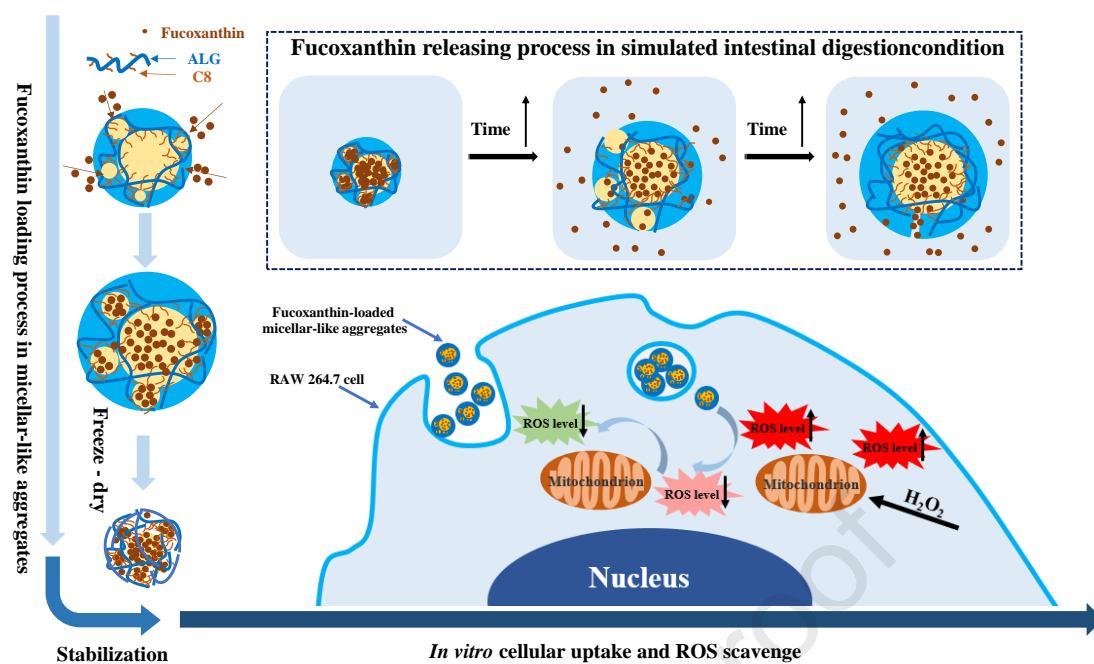 Fucoxanthin
ALG
C8
Fucoxanthin loading process in micellar-like aggregates
Freeze - dry
Stabilization
Fucoxanthin releasing process in simulated intestinal digestioncondition
Time
Time
Fucoxanthin-loaded
micellar-like aggregates
RAW 264.7 cell
ROS level
ROS level
ROS level
ROS level
Mitochondrion
Mitochondrion
H₂O₂
Nucleus
In vitro cellular uptake and ROS scavenge
roof